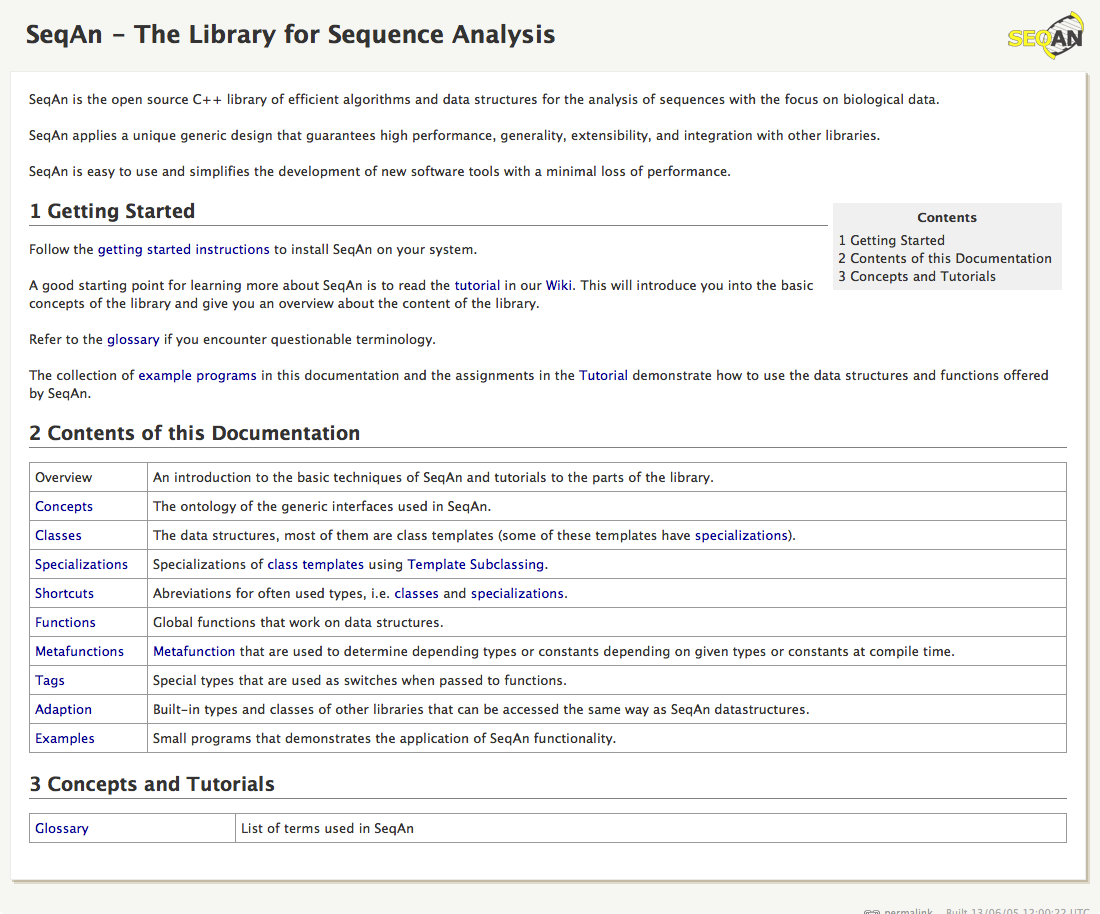 SeqAn – The Library for Sequence Analysis
SEQAN
SeqAn is the open source C++ library of efficient algorithms and data structures for the analysis of sequences with the focus on biological data.
SeqAn applies a unique generic design that guarantees high performance, generality, extensibility, and integration with other libraries.
SeqAn is easy to use and simplifies the development of new software tools with a minimal loss of performance.
1 Getting Started
Contents
1 Getting Started
2 Contents of this Documentation
3 Concepts and Tutorials
Follow the getting started instructions to install SeqAn on your system.
A good starting point for learning more about SeqAn is to read the tutorial in our Wiki. This will introduce you into the basic
concepts of the library and give you an overview about the content of the library.
Refer to the glossary if you encounter questionable terminology.
The collection of example programs in this documentation and the assignments in the Tutorial demonstrate how to use the data structures and functions offered
by SeqAn.
2 Contents of this Documentation
Overview An introduction to the basic techniques of SeqAn and tutorials to the parts of the library.
Concepts The ontology of the generic interfaces used in SeqAn.
Classes The data structures, most of them are class templates (some of these templates have specializations).
Specializations Specializations of class templates using Template Subclassing.
Shortcuts Abreviations for often used types, i.e. classes and specializations.
Functions Global functions that work on data structures.
Metafunctions Metafunction that are used to determine depending types or constants depending on given types or constants at compile time.
Tags Special types that are used as switches when passed to functions.
Adaption Built-in types and classes of other libraries that can be accessed the same way as SeqAn datastructures.
Examples Small programs that demonstrates the application of SeqAn functionality.
3 Concepts and Tutorials
Glossary List of terms used in SeqAn
permalink Built 13/06/05 12:00:22 UTC